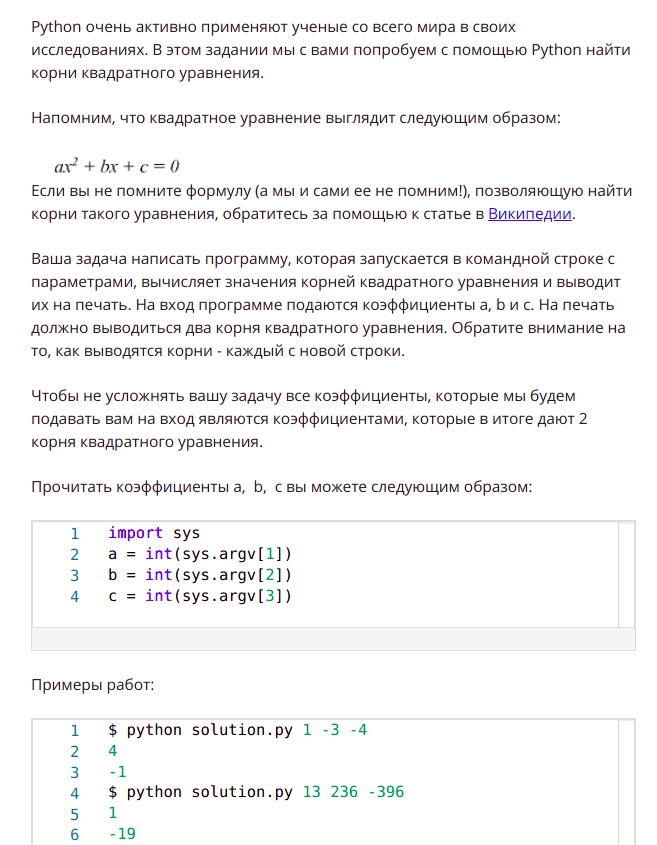 Python очень активно применяют ученые со всего мира в своих
исследованиях. В этом задании мы с вами попробуем с помощью Python найти
корни квадратного уравнения.
Напомним, что квадратное уравнение выглядит следующим образом:
ax² + bx + c = 0
Если вы не помните формулу (а мы и сами ее не помним!), позволяющую найти
корни такого уравнения, обратитесь за помощью к статье в Википедии.
Ваша задача написать программу, которая запускается в командной строке с
параметрами, вычисляет значения корней квадратного уравнения и выводит
их на печать. На вход программе подаются коэффициенты a, b и c. На печать
должно выводиться два корня квадратного уравнения. Обратите внимание на
то, как выводятся корни - каждый с новой строки.
Чтобы не усложнять вашу задачу все коэффициенты, которые мы будем
подавать вам на вход являются коэффициентами, которые в итоге дают 2
корня квадратного уравнения.
Прочитать коэффициенты a, b, c вы можете следующим образом:
1 import sys
2 a = int(sys.argv[1])
3 b = int(sys.argv[2])
4 c = int(sys.argv[3])
Примеры работ:
1 $ python solution.py 1 -3 -4
2 4
3 -1
4 $ python solution.py 13 236 -396
5 1
6 -19